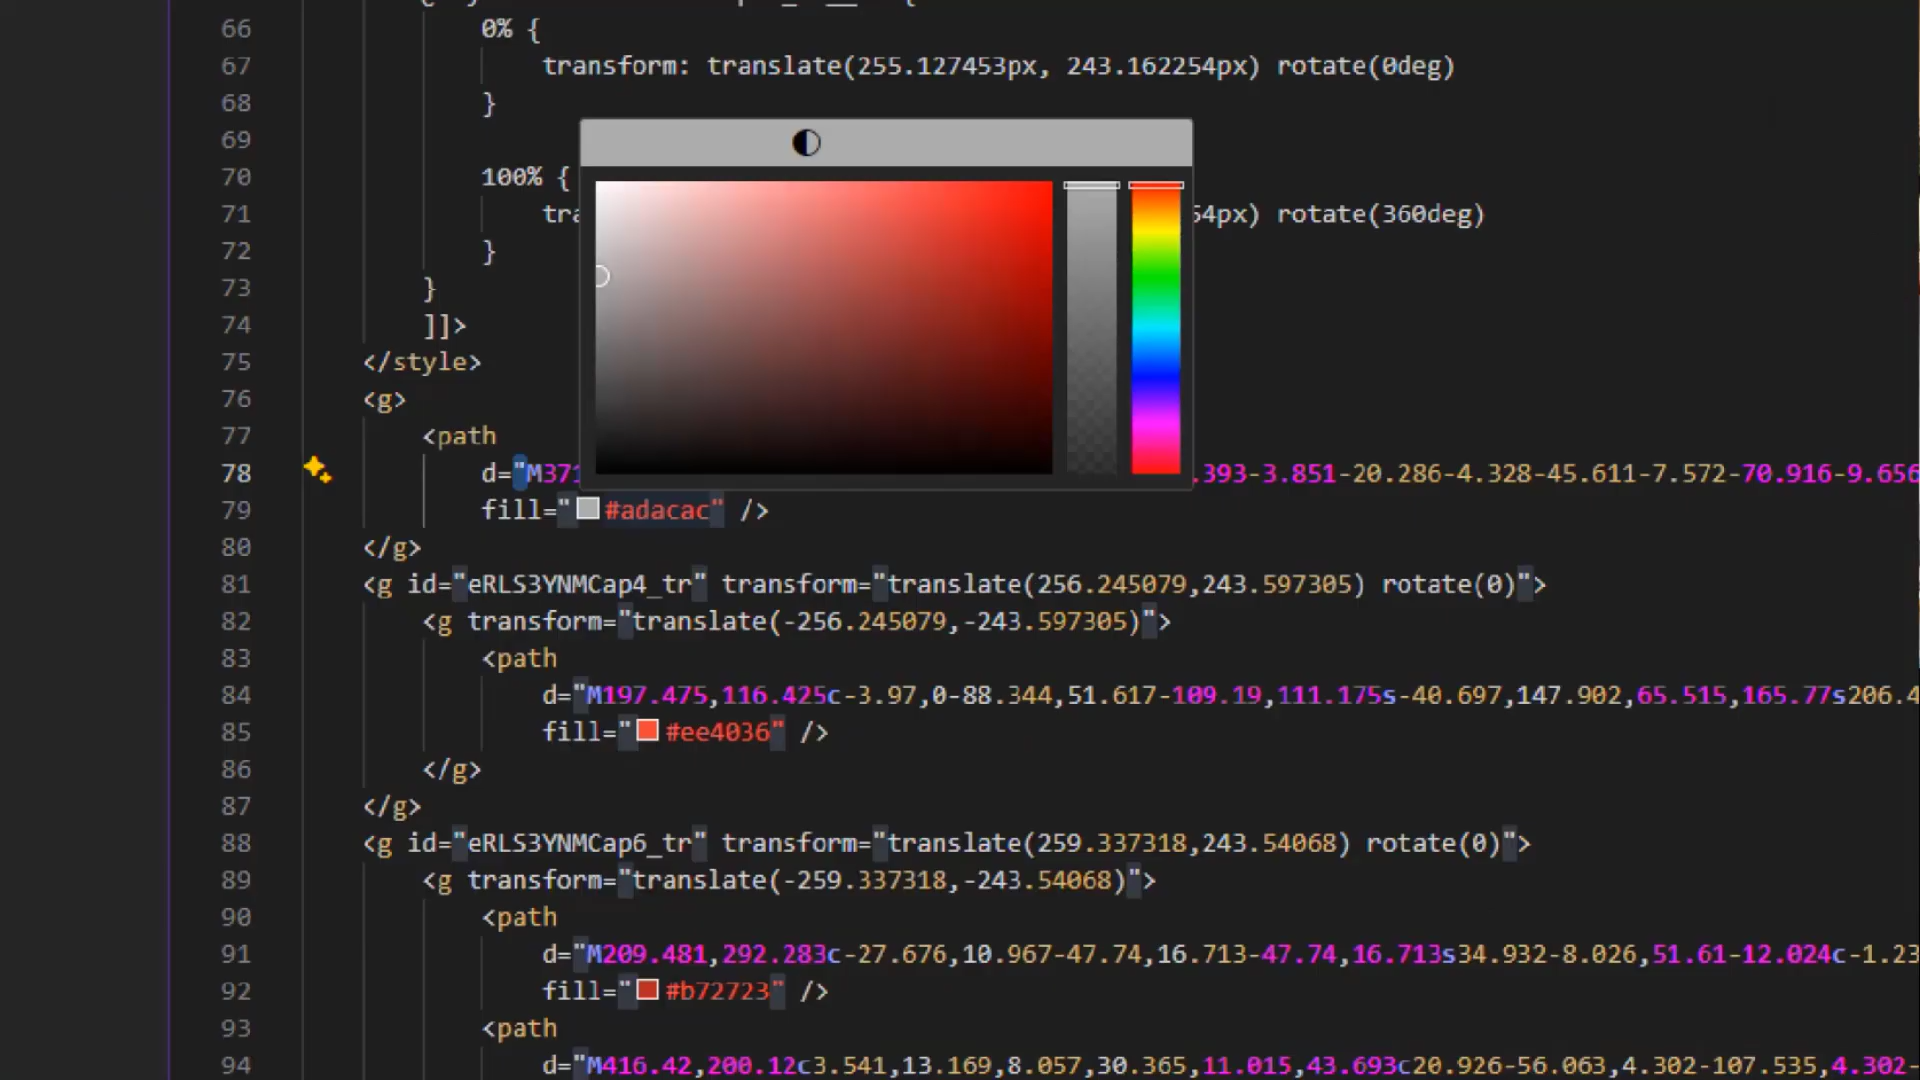 66 0% {
67 transform: translate(255.127453px, 243.162254px) rotate(0deg)
68 }
69
70 100% {
71 54px) rotate(360deg)
72 }
73 }
74 ]]>
75 </style>
76 <g>
77 <path
78 d="M371 .393-3.851-20.286-4.328-45.611-7.572-70.916-9.656
79 fill="#adacac" />
80 </g>
81 <g id="eRLS3YNMCap4_tr" transform="translate(256.245079,243.597305) rotate(0)">
82 <g transform="translate(-256.245079,-243.597305)">
83 <path
84 d="M197.475,116.425c-3.97,0-88.344,51.617-109.19,111.175s-40.697,147.902,65.515,165.77s206.4
85 fill="#ee4036" />
86 </g>
87 </g>
88 <g id="eRLS3YNMCap6_tr" transform="translate(259.337318,243.54068) rotate(0)">
89 <g transform="translate(-259.337318,-243.54068)">
90 <path
91 d="M209.481,292.283c-27.676,10.967-47.74,16.713-47.74,16.713s34.932-8.026,51.61-12.024c-1.23
92 fill="#b72723" />
93 <path
94 d="M416.42,200.12c3.541,13.169,8.057,30.365,11.015,43.693c20.926-56.063,4.302-107.535,4.302-